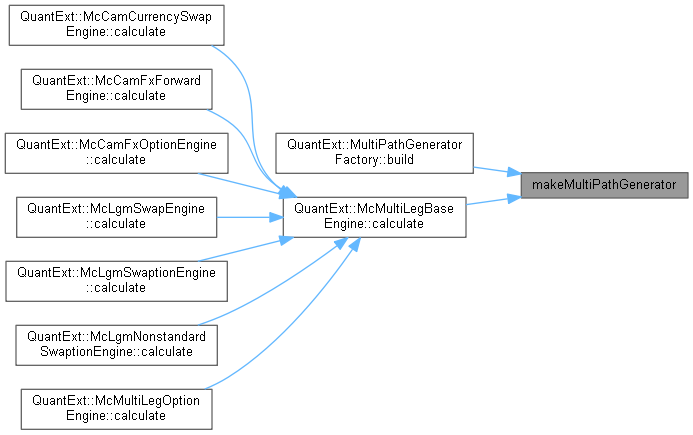 QuantExt::McCamCurrencySwap
Engine::calculate
QuantExt::McCamFxForward
Engine::calculate
QuantExt::McCamFxOptionEngine
::calculate
QuantExt::McLgmSwapEngine
::calculate
QuantExt::McLgmSwaptionEngine
::calculate
QuantExt::McLgmNonstandard
SwaptionEngine::calculate
QuantExt::McMultiLegOption
Engine::calculate
QuantExt::MultiPathGenerator
Factory::build
QuantExt::McMultiLegBase
Engine::calculate
makeMultiPathGenerator